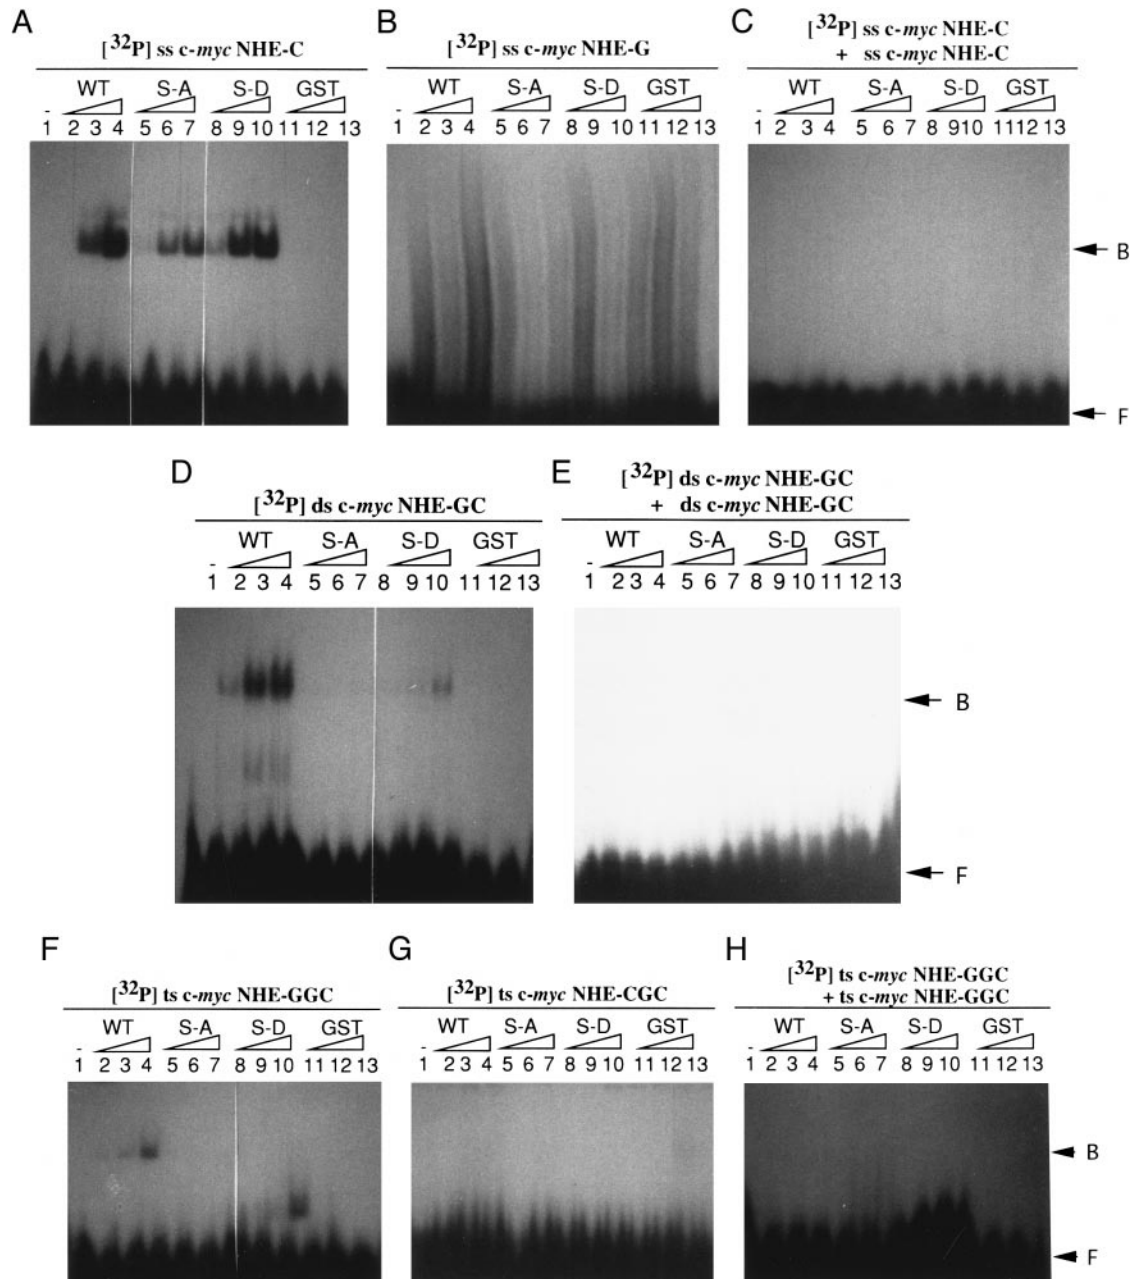 A
[32P] ss c-myc NHE-C
WT S-A S-D GST
- 1 2 3 4 5 6 7 8 9 10 11 12 13
B
[32P] ss c-myc NHE-G
WT S-A S-D GST
- 1 2 3 4 5 6 7 8 9 10 11 12 13
C
[32P] ss c-myc NHE-C
+ ss c-myc NHE-C
WT S-A S-D GST
- 1 2 3 4 5 6 7 8 9 10 11 12 13
B
F
D
[32P] ds c-myc NHE-GC
WT S-A S-D GST
- 1 2 3 4 5 6 7 8 9 10 11 12 13
E
[32P] ds c-myc NHE-GC
+ ds c-myc NHE-GC
WT S-A S-D GST
- 1 2 3 4 5 6 7 8 9 10 11 12 13
B
F
F
[32P] ts c-myc NHE-GGC
WT S-A S-D GST
- 1 2 3 4 5 6 7 8 9 10 11 12 13
G
[32P] ts c-myc NHE-CGC
WT S-A S-D GST
- 1 2 3 4 5 6 7 8 9 10 11 12 13
H
[32P] ts c-myc NHE-GGC
+ ts c-myc NHE-GGC
WT S-A S-D GST
- 1 2 3 4 5 6 7 8 9 10 11 12 13
B
F